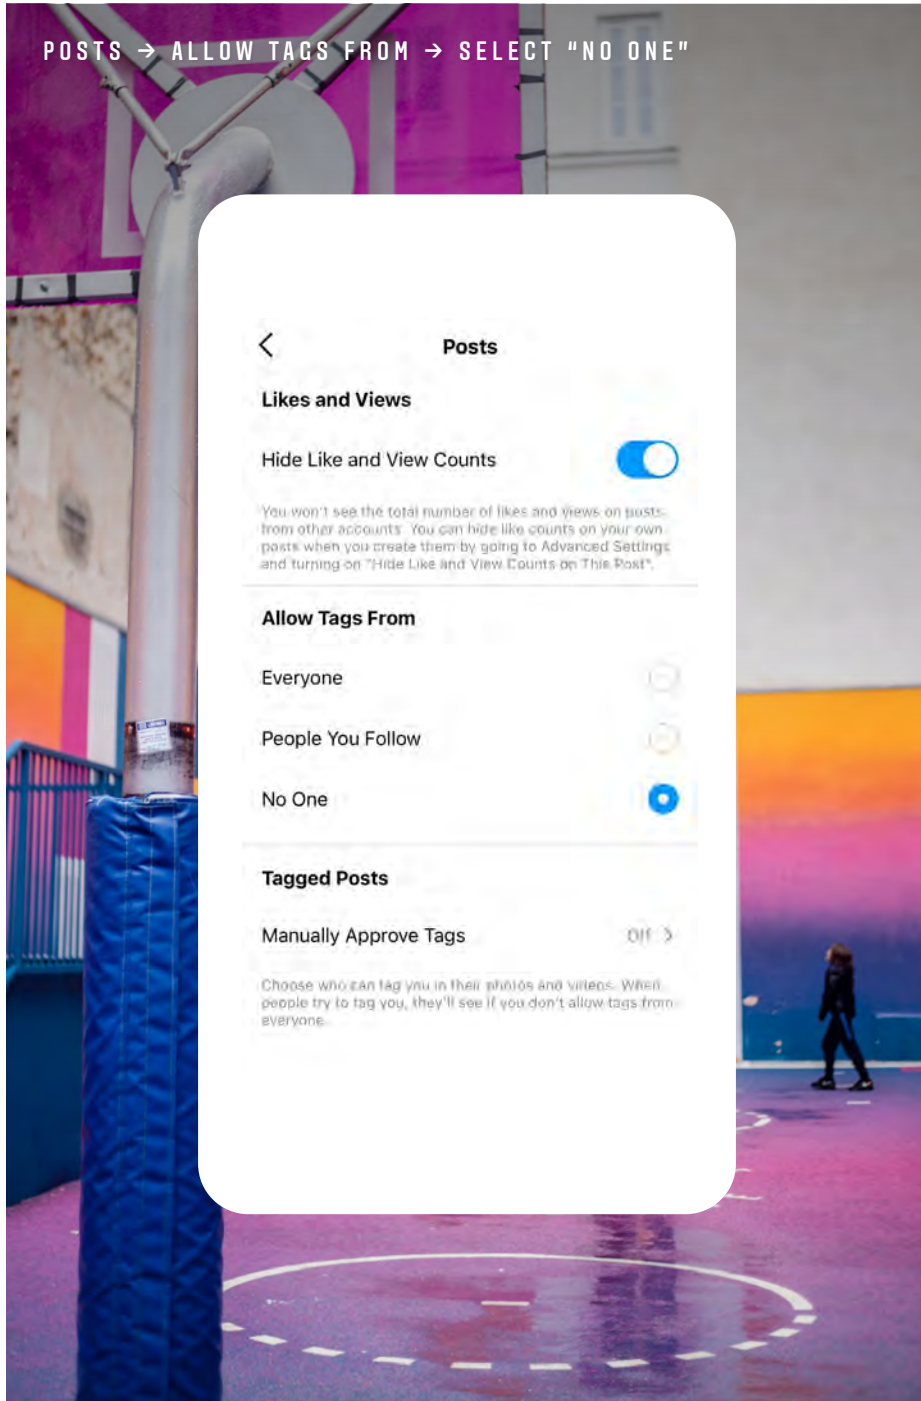 POSTS → ALLOW TAGS FROM → SELECT “NO ONE”
Posts
Likes and Views
Hide Like and View Counts
You won't see the total number of likes and views on posts
from other accounts. You can hide like counts on your own
posts when you create them by going to Advanced Settings
and turning on "Hide Like and View Counts on This Post".
Allow Tags From
Everyone
People You Follow
No One
Tagged Posts
Manually Approve Tags Off
Choose who can tag you in their photos and videos. When
people try to tag you, they'll see if you don't allow tags from
everyone.